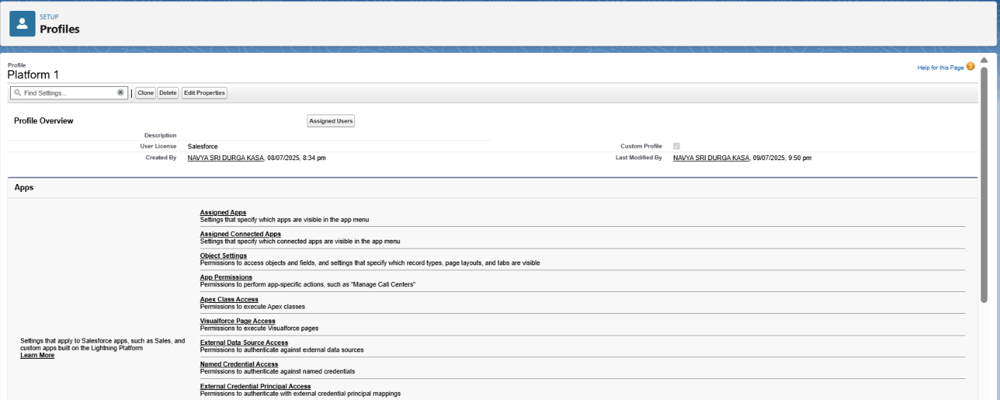 SETUP
Profiles
Profile
Platform 1
Help for this Page
Find Settings...
Clone Delete Edit Properties
Profile Overview
Assigned Users
Description
User License Salesforce Custom Profile
Created By NAVYA SRI DURGA KASA, 08/07/2025, 8:34 pm Last Modified By NAVYA SRI DURGA KASA, 09/07/2025, 9:50 pm
Apps
Settings that apply to Salesforce apps, such as Sales, and
custom apps built on the Lightning Platform
Learn More
Assigned Apps
Settings that specify which apps are visible in the app menu
Assigned Connected Apps
Settings that specify which connected apps are visible in the app menu
Object Settings
Permissions to access objects and fields, and settings that specify which record types, page layouts, and tabs are visible
App Permissions
Permissions to perform app-specific actions, such as "Manage Call Centers"
Apex Class Access
Permissions to execute Apex classes
Visualforce Page Access
Permissions to execute Visualforce pages
External Data Source Access
Permissions to authenticate against external data sources
Named Credential Access
Permissions to authenticate against named credentials
External Credential Principal Access
Permissions to authenticate with external credential principal mappings